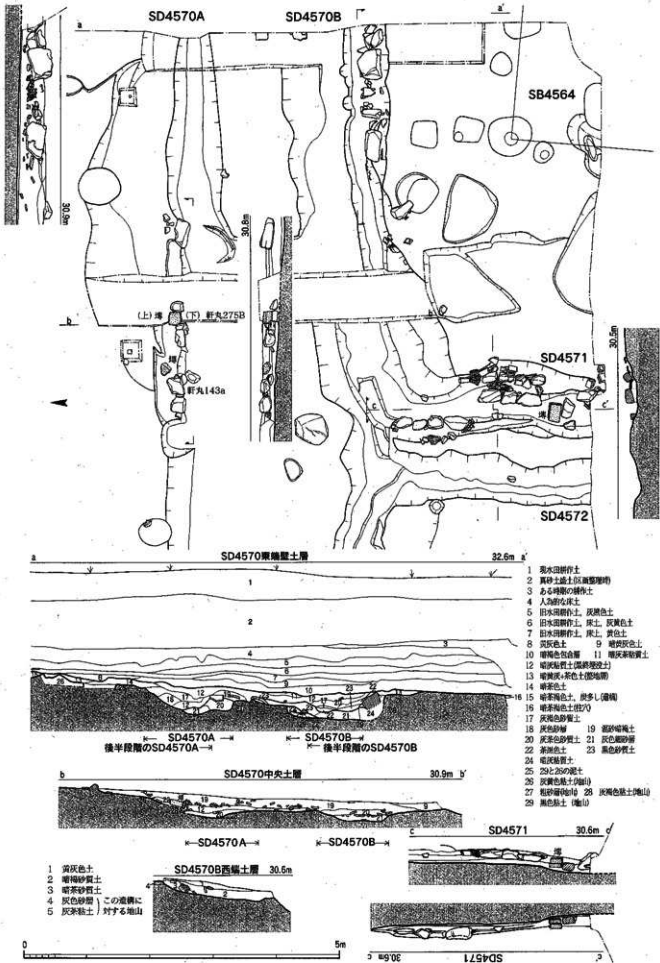 SD4570A
SD4570B
a
a'
SB4564
30.9m
30.8m
(上)塼
(下) 軒丸275B
b
塼
軒丸143a
30.5m
SD4571
c
c'
塼
SD4572
a
SD4570東端壁土層
32.6m a'
1 現水田耕作土
2 真砂土盛土(区画整理時)
3 ある時期の耕作土
4 人為的な床土
5 旧水田耕作土, 灰褐色土
6 旧水田耕作土, 床土, 灰黄色土
7 旧水田耕作土, 床土, 黄色土
8 黄灰色土
9 暗黄灰色土
10 暗褐色包含層
11 暗灰茶粘質土
12 暗灰粘質土(最終埋没土)
13 暗黄灰+茶色土(整地層)
14 暗茶色土
15 暗茶褐色土, 炭多し(遺構)
16 暗茶褐色土(柱穴)
17 灰褐色砂質土
18 灰色砂層
19 粗砂暗褐土
20 灰茶色砂質土
21 灰色粗砂層
22 茶褐色土
23 黒色砂質土
24 暗灰粘質土
25 29と26の混土
26 灰黄色粘土(地山)
27 粗砂層(地山)
28 灰褐色粘土(地山)
29 黒色粘土(地山)
SD4570A
SD4570B
後半段階のSD4570A
後半段階のSD4570B
b
SD4570中央土層
30.9m b'
SD4570A
SD4570B
c
SD4571
30.6m c'
塼
SD4570B西端土層
30.6m
1 黄灰色土
2 暗褐砂質土
3 暗茶砂質土
4 灰色砂層
5 灰茶粘土
この遺構に
対する地山
c
30.6m
SD4571
c'
0
5m